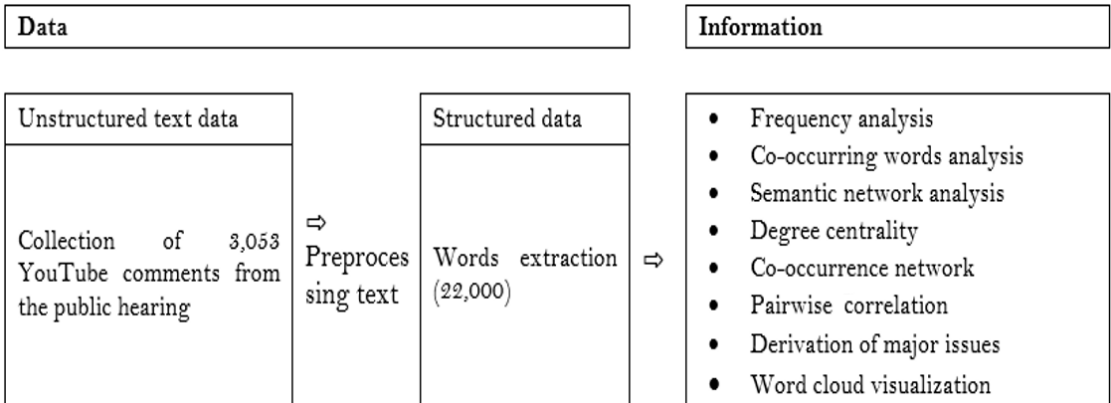 Data
Information
Unstructured text data
Collection of 3,053
YouTube comments from
the public hearing
⇨
Preproces
sing text
Structured data
Words extraction
(22,000)
⇨
• Frequency analysis
• Co-occurring words analysis
• Semantic network analysis
• Degree centrality
• Co-occurrence network
• Pairwise correlation
• Derivation of major issues
• Word cloud visualization